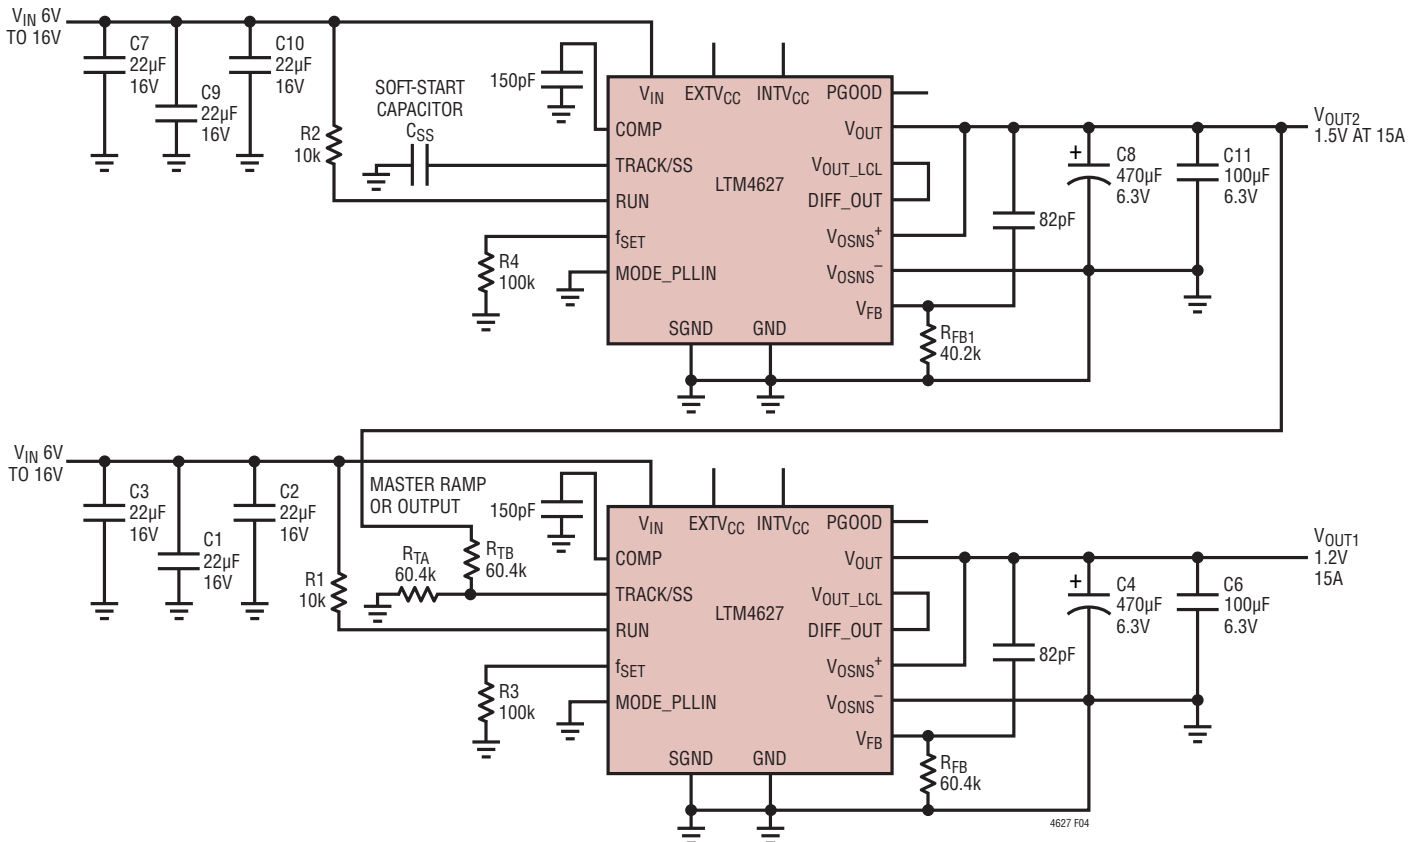 VIN 6V
TO 16V
C7
22µF
16V
C9
22µF
16V
C10
22µF
16V
R2
10k
SOFT-START
CAPACITOR
CSS
150pF
R4
100k
VIN
EXTVCC
INTVCC
PGOOD
COMP
VOUT
TRACK/SS
VOUT_LCL
LTM4627
RUN
DIFF_OUT
fSET
VOSNS+
MODE_PLLIN
VOSNS–
VFB
SGND
GND
RFB1
40.2k
82pF
+
C8
470µF
6.3V
C11
100µF
6.3V
VOUT2
1.5V AT 15A
VIN 6V
TO 16V
C3
22µF
16V
C1
22µF
16V
C2
22µF
16V
R1
10k
MASTER RAMP
OR OUTPUT
RTA
60.4k
RTB
60.4k
150pF
R3
100k
VIN
EXTVCC
INTVCC
PGOOD
COMP
VOUT
TRACK/SS
VOUT_LCL
LTM4627
RUN
DIFF_OUT
fSET
VOSNS+
MODE_PLLIN
VOSNS–
VFB
SGND
GND
RFB
60.4k
82pF
+
C4
470µF
6.3V
C6
100µF
6.3V
VOUT1
1.2V
15A
4627 F04